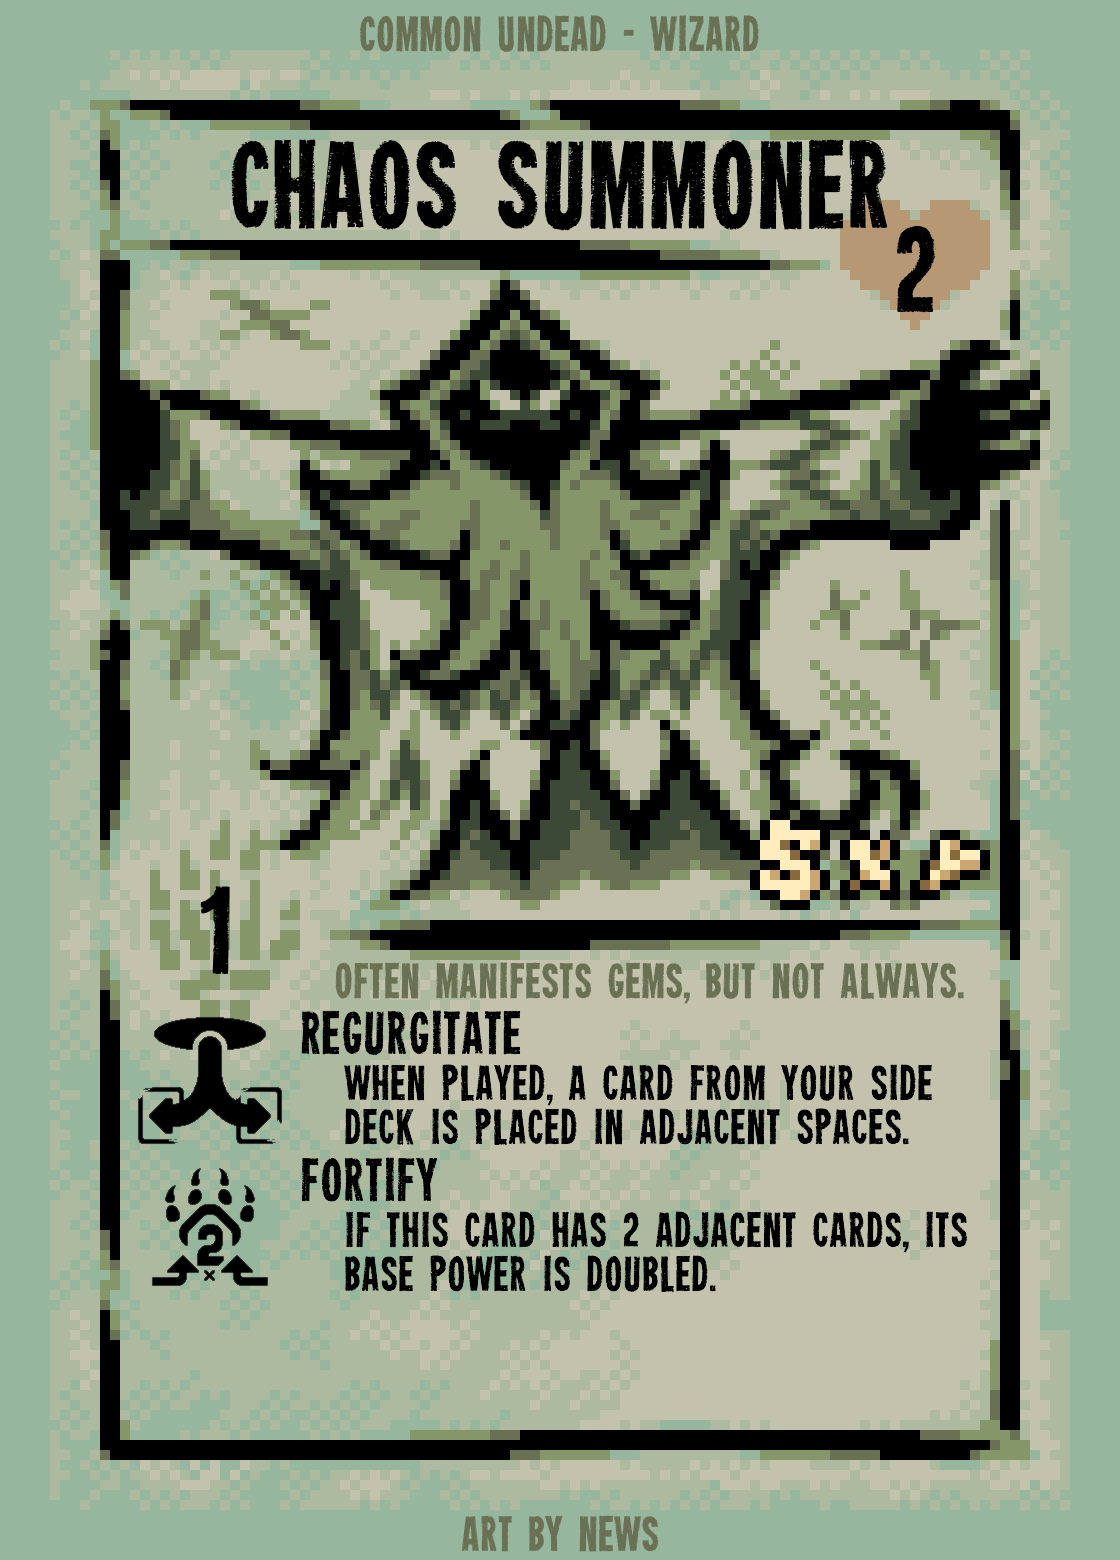 COMMON UNDEAD - WIZARD
CHAOS SUMMONER
2
5 X
1
OFTEN MANIFESTS GEMS, BUT NOT ALWAYS.
REGURGITATE
WHEN PLAYED, A CARD FROM YOUR SIDE
DECK IS PLACED IN ADJACENT SPACES.
FORTIFY
2
X
IF THIS CARD HAS 2 ADJACENT CARDS, ITS
BASE POWER IS DOUBLED.
ART BY NEWS